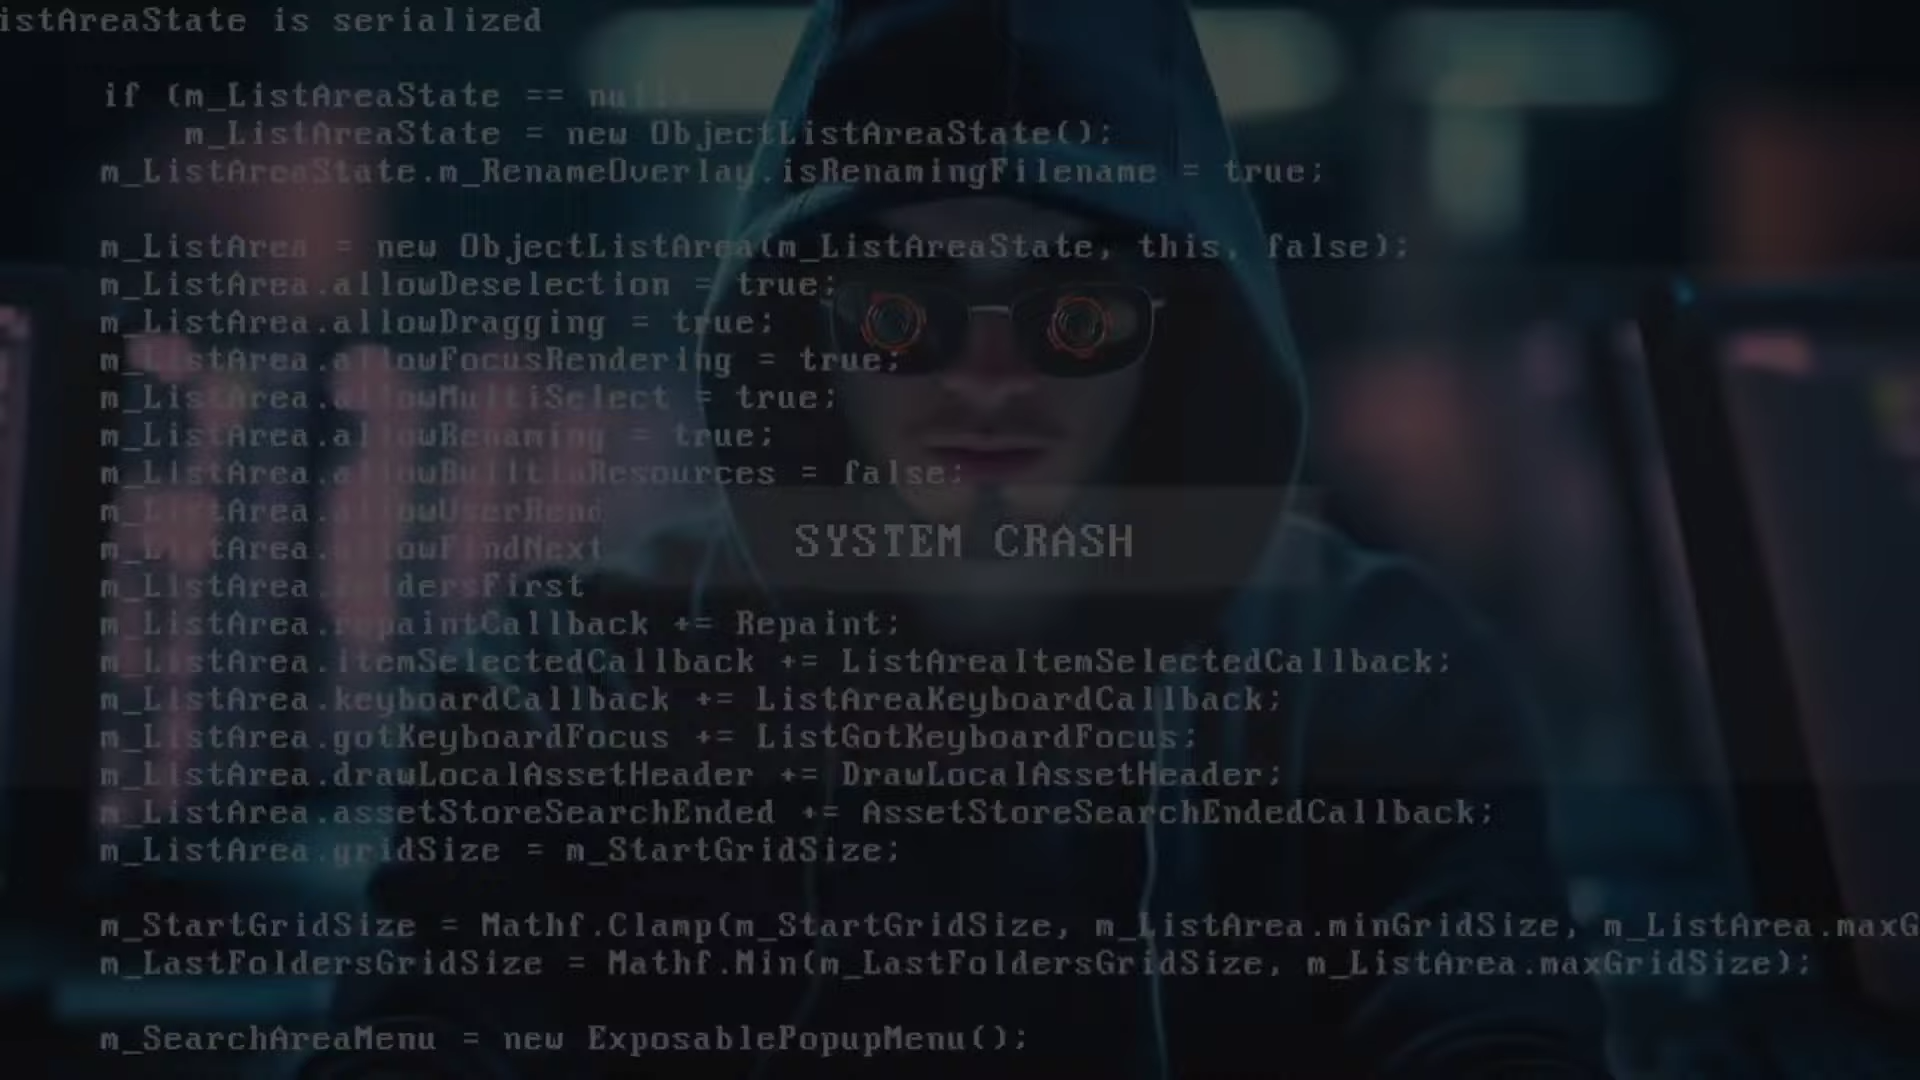 istAreaState is serialized
if (m_ListAreaState == null
m_ListAreaState = new ObjectListAreaState();
m_ListAreaState.m_RenameOverlay.isRenamingFilename = true;
m_ListArea = new ObjectListArea(m_ListAreaState, this, false);
m_ListArea.allowDeselection = true;
m_ListArea.allowDragging = true;
m_ListArea.allowFocusRendering = true;
m_ListArea.allowMultiSelect = true;
m_ListArea.allowRenaming = true;
m_ListArea.allowBuiltinResources = false;
m_ListArea.allowUserRend
m_ListArea.allowFindNext
m_ListArea.foldersFirst
SYSTEM CRASH
m_ListArea.repaintCallback += Repaint;
m_ListArea.itemSelectedCallback += ListAreaItemSelectedCallback;
m_ListArea.keyboardCallback += ListAreaKeyboardCallback;
m_ListArea.gotKeyboardFocus += ListGotKeyboardFocus;
m_ListArea.drawLocalAssetHeader += DrawLocalAssetHeader;
m_ListArea.assetStoreSearchEnded += AssetStoreSearchEndedCallback;
m_ListArea.gridSize = m_StartGridSize;
m_StartGridSize = Mathf.Clamp(m_StartGridSize, m_ListArea.minGridSize, m_ListArea.maxG
m_LastFoldersGridSize = Mathf.Min(m_LastFoldersGridSize, m_ListArea.maxGridSize);
m_SearchAreaMenu = new ExposablePopupMenu();